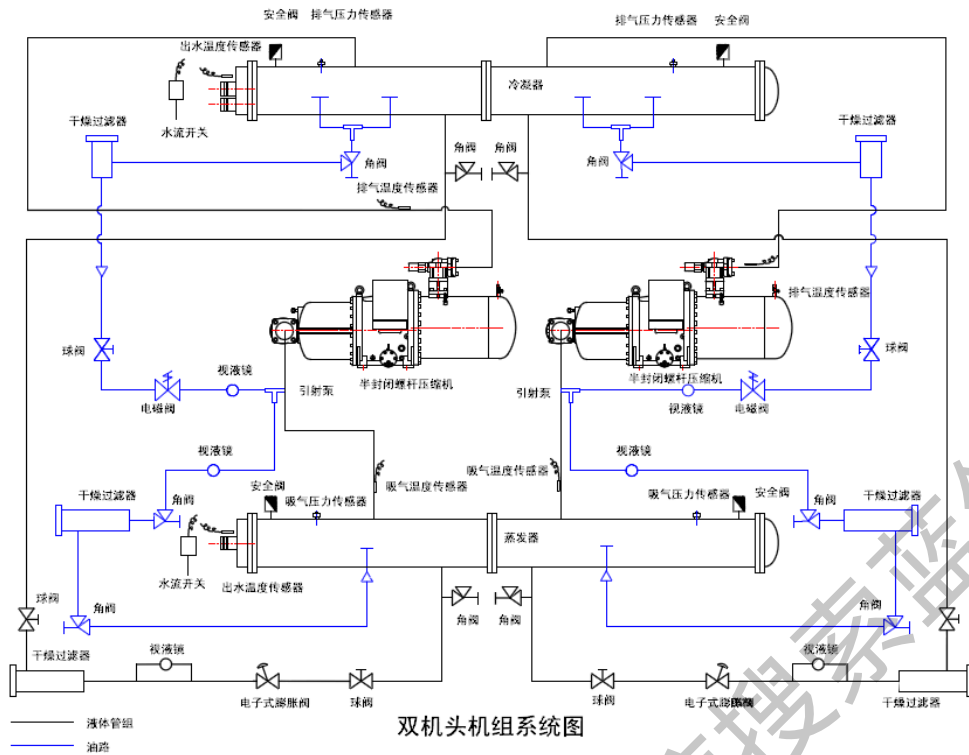 安全阀 排气压力传感器
排气压力传感器 安全阀
出水温度传感器
冷凝器
干燥过滤器
干燥过滤器
水流开关
角阀
角阀
角阀
角阀
排气温度传感器
排气温度传感器
球阀
球阀
视液镜
半封闭螺杆压缩机
半封闭螺杆压缩机
引射泵
引射泵
电磁阀
视液镜
电磁阀
视液镜
视液镜
吸气温度传感器
安全阀
吸气温度传感器
吸气压力传感器
吸气压力传感器
安全阀
角阀
角阀
干燥过滤器
干燥过滤器
蒸发器
水流开关
出水温度传感器
球阀
角阀
角阀
角阀
角阀
干燥过滤器
视液镜
视液镜
干燥过滤器
电子式膨胀阀
球阀
球阀
电子式膨胀阀
双机头机组系统图
液体管组
油路
搜索蓝